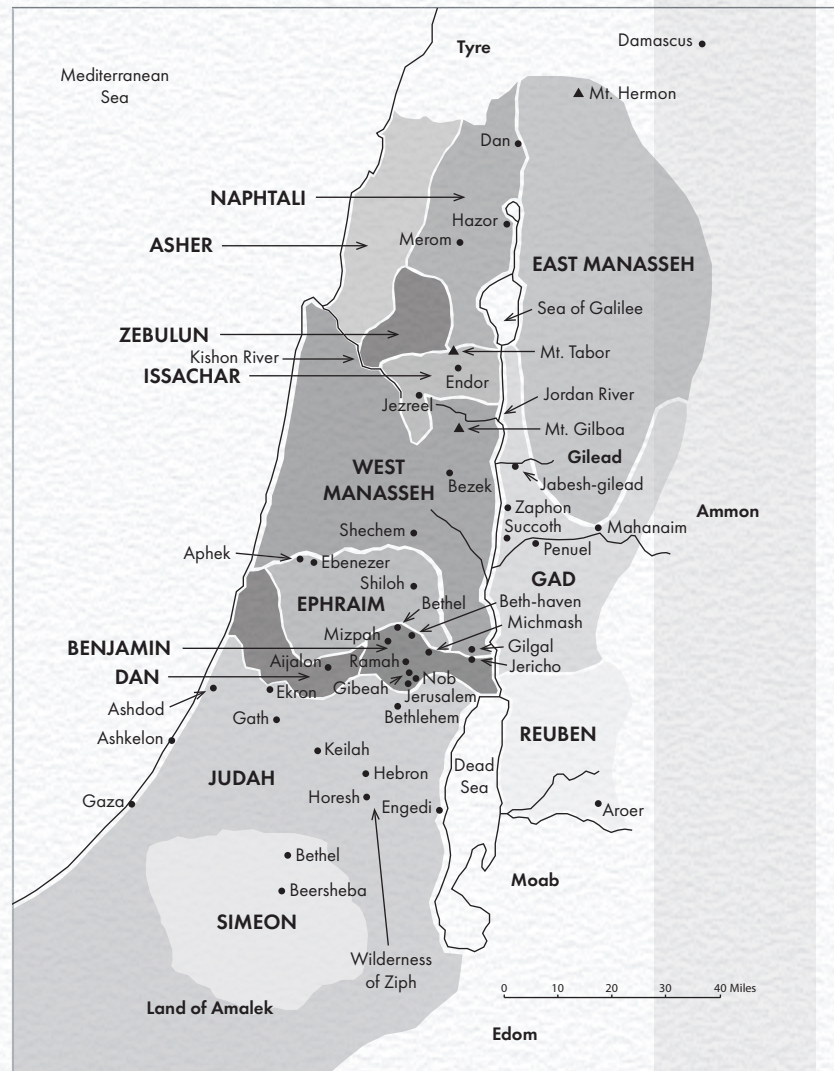 Tyre
Damascus
Mediterranean
Sea
Mt. Hermon
Dan
NAPHTALI
Hazor
ASHER
Merom
EAST MANASSEH
Sea of Galilee
ZEBULUN
Kishon River
Mt. Tabor
ISSACHAR
Endor
Jezreel
Jordan River
Mt. Gilboa
Gilead
WEST
MANASSEH
Bezek
Jabesh-gilead
Zaphon
Ammon
Succoth
Mahanaim
Shechem
Penuel
Aphek
Ebenezer
Shiloh
GAD
EPHRAIM
Bethel
Beth-haven
Michmash
Mizpah
BENJAMIN
Gilgal
Aijalon
Ramah
Jericho
DAN
Nob
Ekron
Gibeah
Jerusalem
Ashdod
Gath
Bethlehem
Ashkelon
REUBEN
Keilah
Dead
Sea
JUDAH
Hebron
Horesh
Gaza
Engedi
Aroer
Bethel
Moab
Beersheba
SIMEON
Wilderness
of Ziph
0 10 20 30 40 Miles
Land of Amalek
Edom